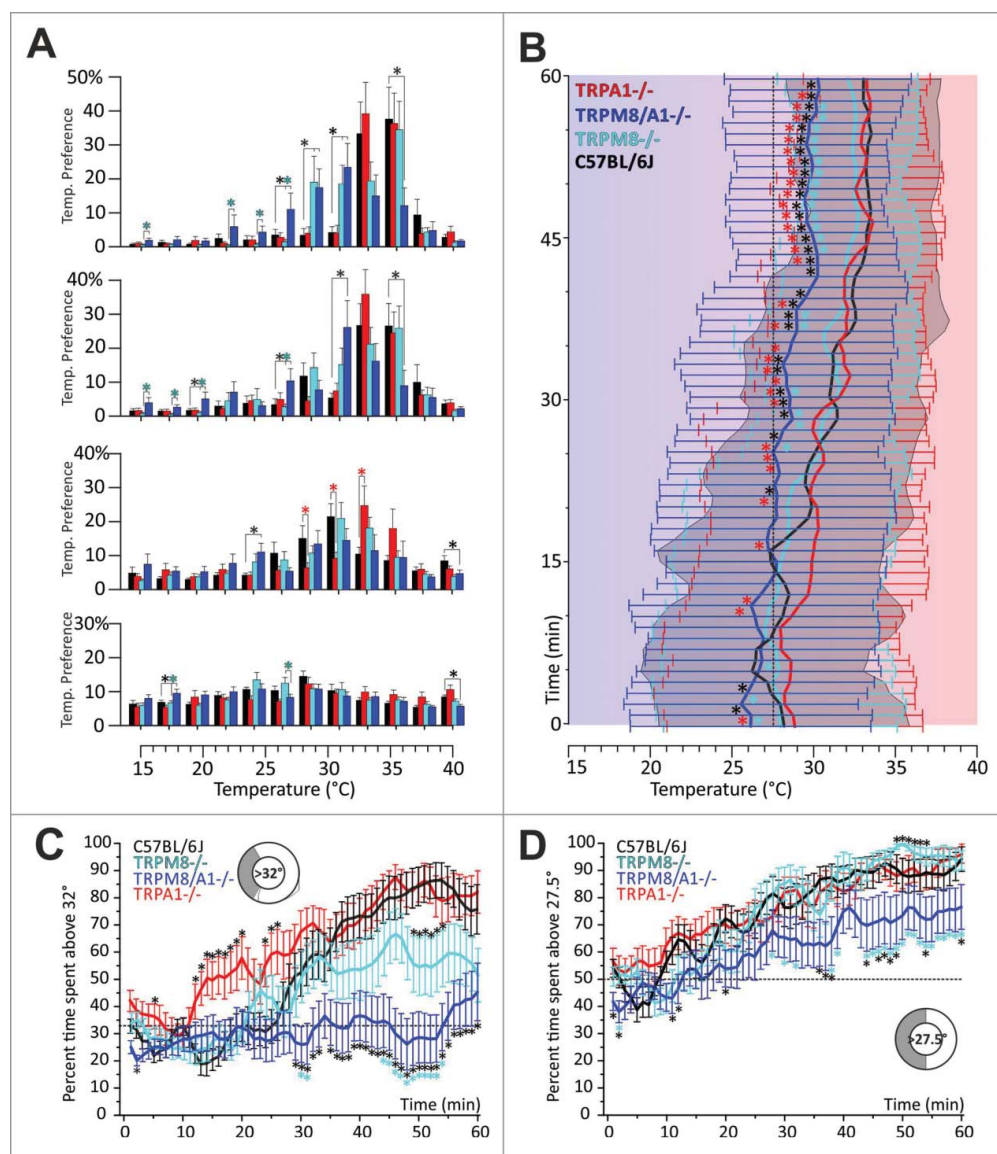 A
50%
40
30
20
10
0
Temp. Preference
*
*
*
*
*
*
*
*
50%
40
30
20
10
0
Temp. Preference
*
*
*
*
*
*
*
*
50%
40
30
20
10
0
Temp. Preference
*
*
*
*
*
30
20
10
0
Temp. Preference
*
*
*
*
15 20 25 30 35 40
Temperature (°C)
B
TRPA1-/-
TRPM8/A1-/-
TRPM8-/-
C57BL/6J
60
45
30
15
0
Time (min)
15 20 25 30 35 40
Temperature (°C)
C
C57BL/6J
TRPM8-/-
TRPM8/A1-/-
TRPA1-/-
>32°
Percent time spent above 32°
100
90
80
70
60
50
40
30
20
10
0
Time (min)
0 10 20 30 40 50 60
D
C57BL/6J
TRPM8-/-
TRPM8/A1-/-
TRPA1-/-
>27.5°
Percent time spent above 27.5°
100
90
80
70
60
50
40
30
20
10
0
Time (min)
0 10 20 30 40 50 60